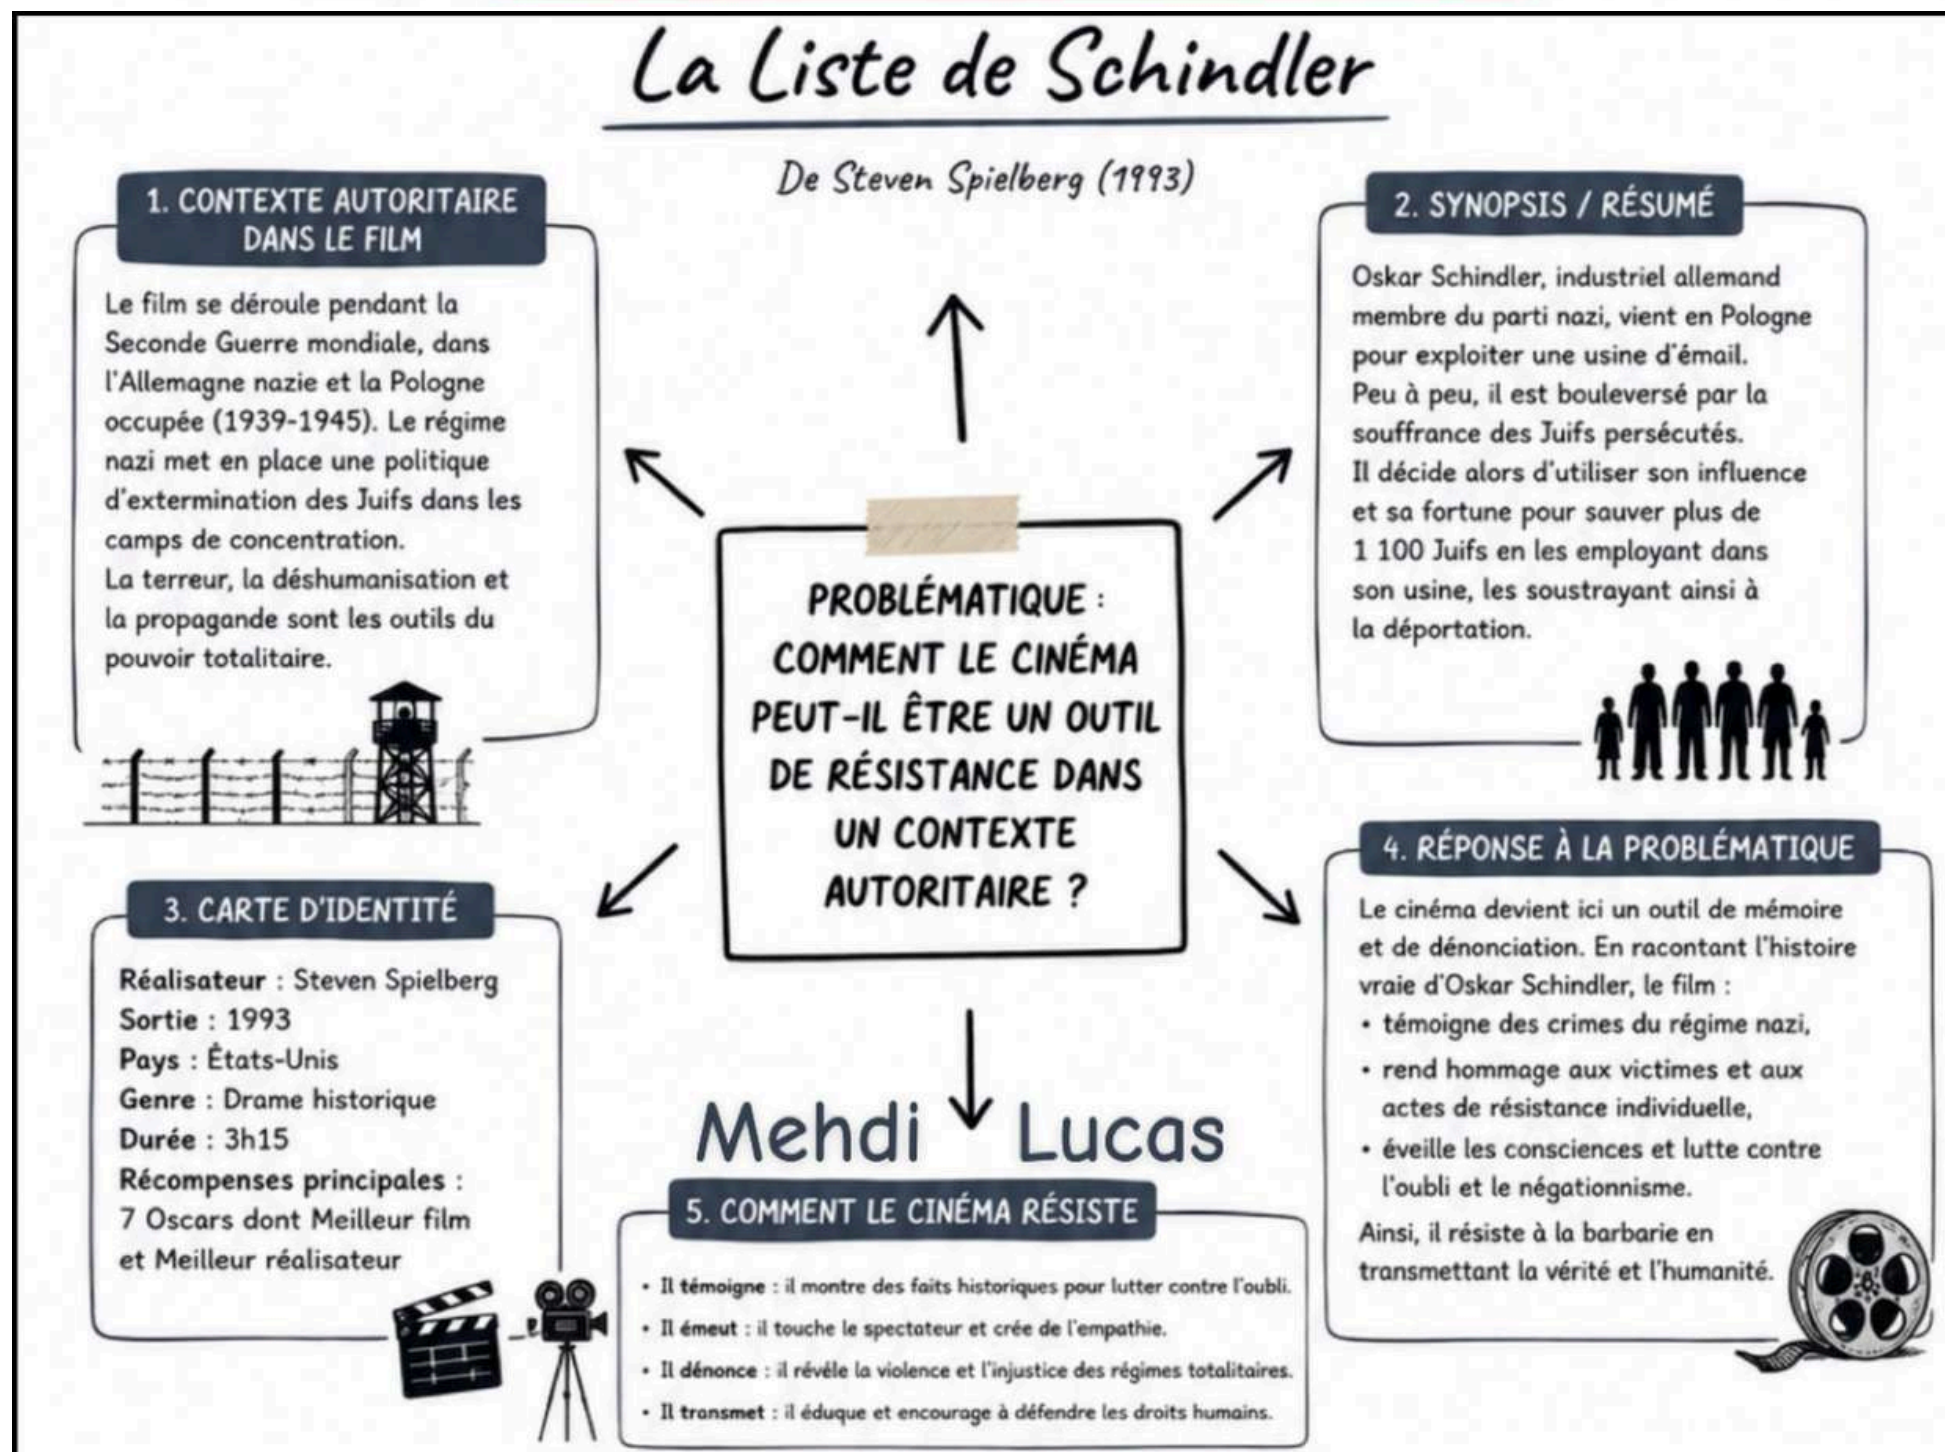 La Liste de Schindler
De Steven Spielberg (1993)
1. CONTEXTE AUTORITAIRE
DANS LE FILM
Le film se déroule pendant la
Seconde Guerre mondiale, dans
l'Allemagne nazie et la Pologne
occupée (1939-1945). Le régime
nazi met en place une politique
d'extermination des Juifs dans les
camps de concentration.
La terreur, la déshumanisation et
la propagande sont les outils du
pouvoir totalitaire.
2. SYNOPSIS / RÉSUMÉ
Oskar Schindler, industriel allemand
membre du parti nazi, vient en Pologne
pour exploiter une usine d'émail.
Peu à peu, il est bouleversé par la
souffrance des Juifs persécutés.
Il décide alors d'utiliser son influence
et sa fortune pour sauver plus de
1 100 Juifs en les employant dans
son usine, les soustrayant ainsi à
la déportation.
PROBLÉMATIQUE :
COMMENT LE CINÉMA
PEUT-IL ÊTRE UN OUTIL
DE RÉSISTANCE DANS
UN CONTEXTE
AUTORITAIRE ?
3. CARTE D'IDENTITÉ
Réalisateur : Steven Spielberg
Sortie : 1993
Pays : États-Unis
Genre : Drame historique
Durée : 3h15
Récompenses principales :
7 Oscars dont Meilleur film
et Meilleur réalisateur
4. RÉPONSE À LA PROBLÉMATIQUE
Le cinéma devient ici un outil de mémoire
et de dénonciation. En racontant l'histoire
vraie d'Oskar Schindler, le film :
• témoigne des crimes du régime nazi,
• rend hommage aux victimes et aux
actes de résistance individuelle,
• éveille les consciences et lutte contre
l'oubli et le négationnisme.
Ainsi, il résiste à la barbarie en
transmettant la vérité et l'humanité.
Mehdi Lucas
5. COMMENT LE CINÉMA RÉSISTE
• Il témoigne : il montre des faits historiques pour lutter contre l'oubli.
• Il émeut : il touche le spectateur et crée de l'empathie.
• Il dénonce : il révèle la violence et l'injustice des régimes totalitaires.
• Il transmet : il éduque et encourage à défendre les droits humains.